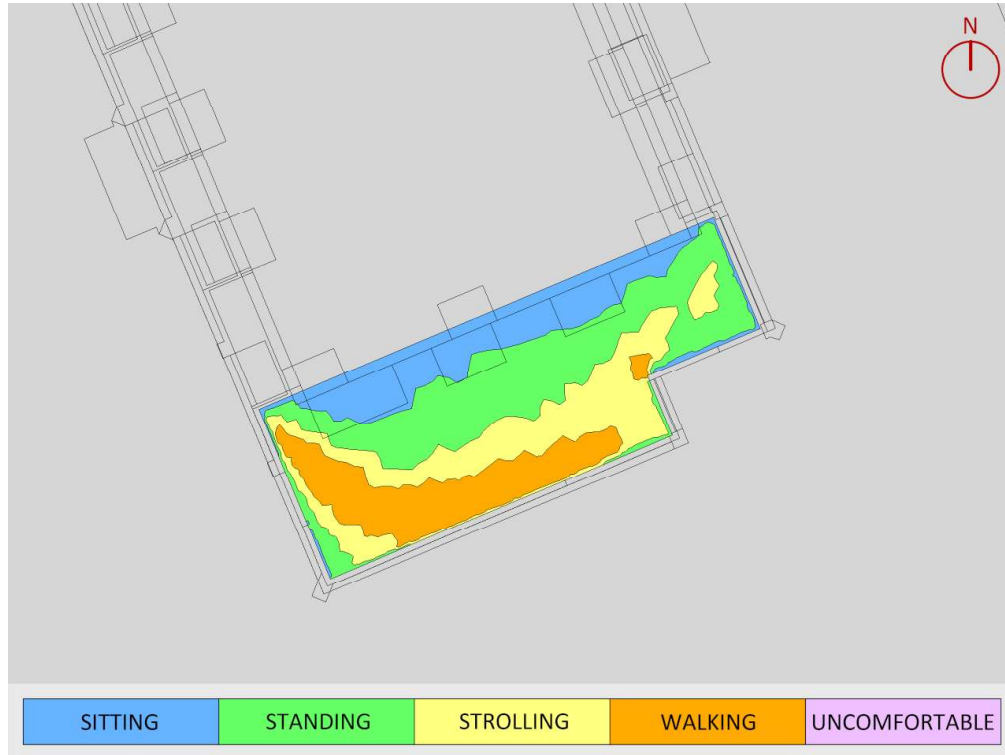 N
SITTING
STANDING
STROLLING
WALKING
UNCOMFORTABLE